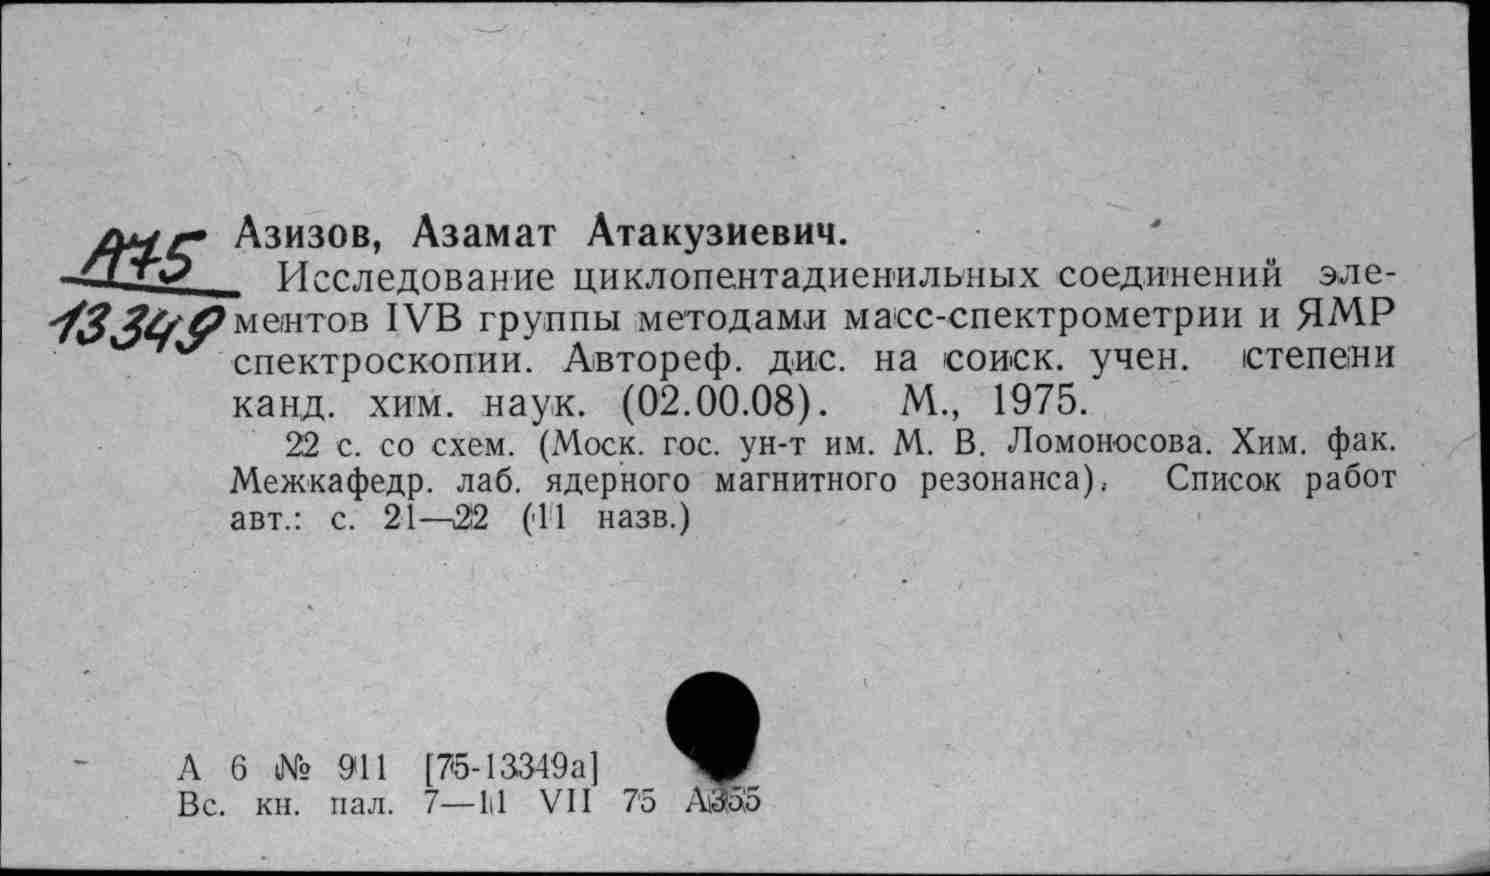 Азизов, Азамат Атакузиевич.
А75
Исследование циклопентадиенильных соединений эле-
13349
ментов IVB группы методами масс-спектрометрии и ЯМР
спектроскопии. Автореф. дис. на соиск. учен. степени
канд. хим. наук. (02.00.08). М., 1975.
22 с. со схем. (Моск. гос. ун-т им. М. В. Ломоносова. Хим. фак.
Межкафедр. лаб. ядерного магнитного резонанса). Список работ
авт.: с. 21—22 (11 назв.)
А 6 № 911 [75-13349а]
Вс. кн. пал. 7—11 VII 75 А355